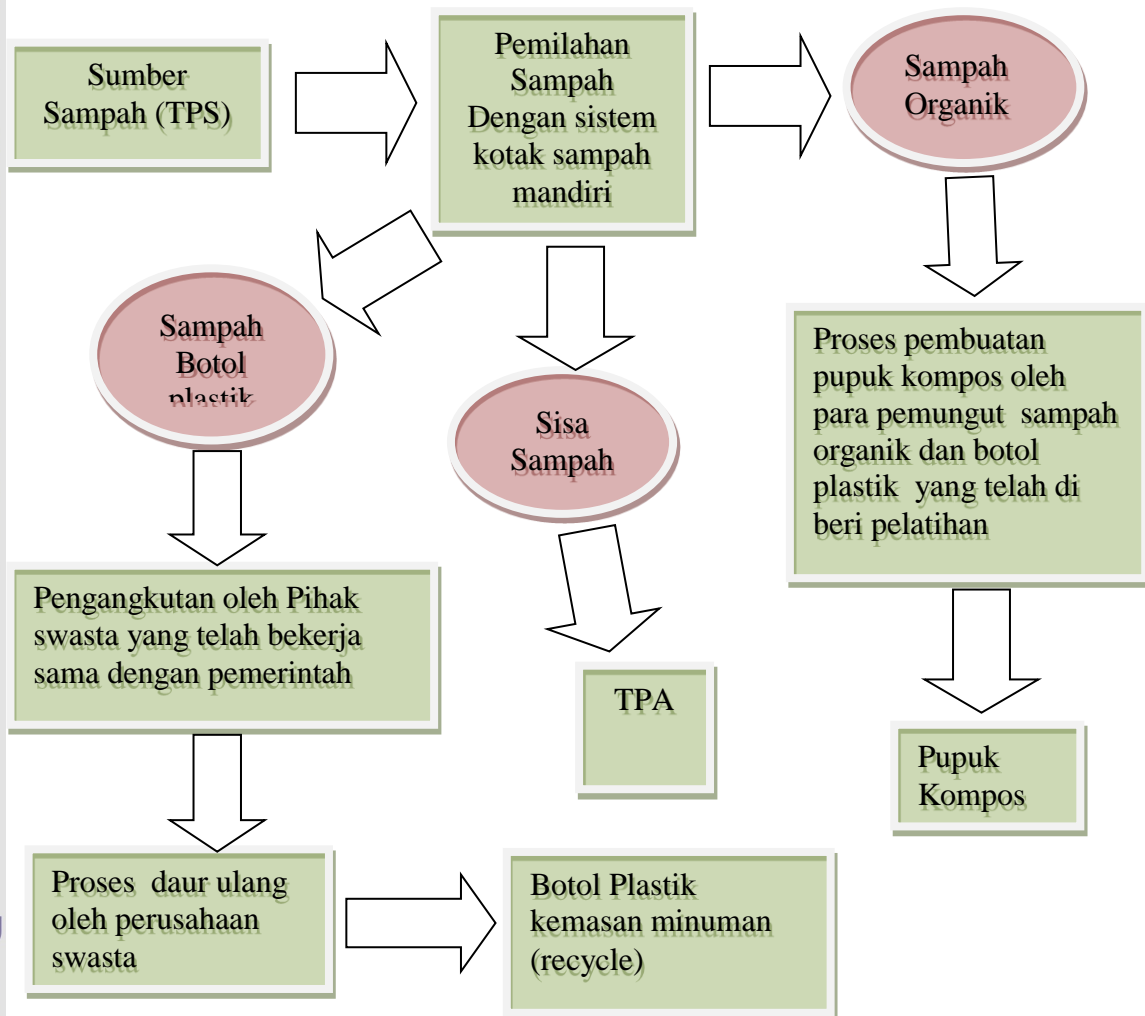 Sumber
Sampah (TPS)
Pemilahan
Sampah
Dengan sistem
kotak sampah
mandiri
Sampah
Organik
Sampah
Botol
plastik
Sisa
Sampah
Proses pembuatan
pupuk kompos oleh
para pemungut sampah
organik dan botol
plastik yang telah di
beri pelatihan
Pengangkutan oleh Pihak
swasta yang telah bekerja
sama dengan pemerintah
TPA
Pupuk
Kompos
Proses daur ulang
oleh perusahaan
swasta
Botol Plastik
kemasan minuman
(recycle)